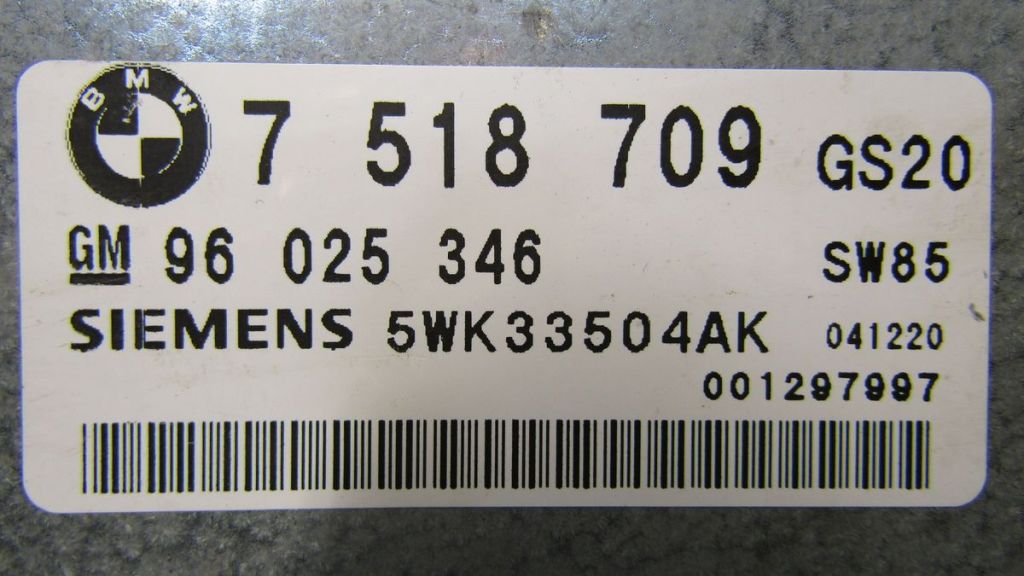 BMW 7 518 709 GS20
GM 96 025 346 SW85
SIEMENS 5WK33504AK 041220
001297997